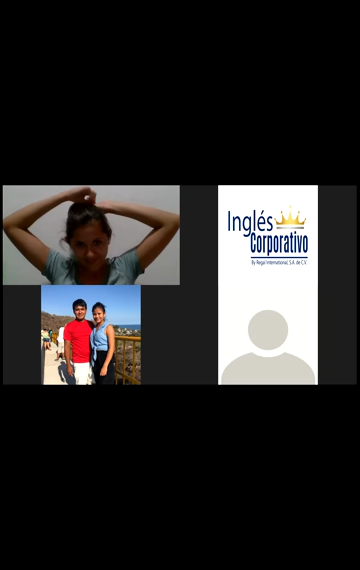 Inglés
Corporativo
By Regal International, S.A. de C.V.